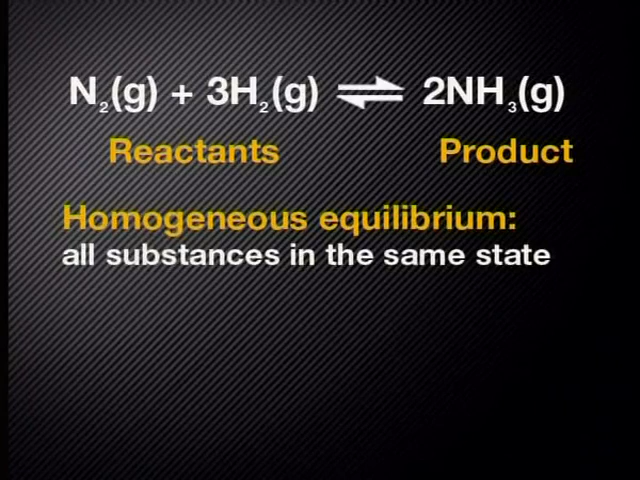 N₂(g) + 3H₂(g) ⇌ 2NH₃(g)
Reactants Product
Homogeneous equilibrium:
all substances in the same state